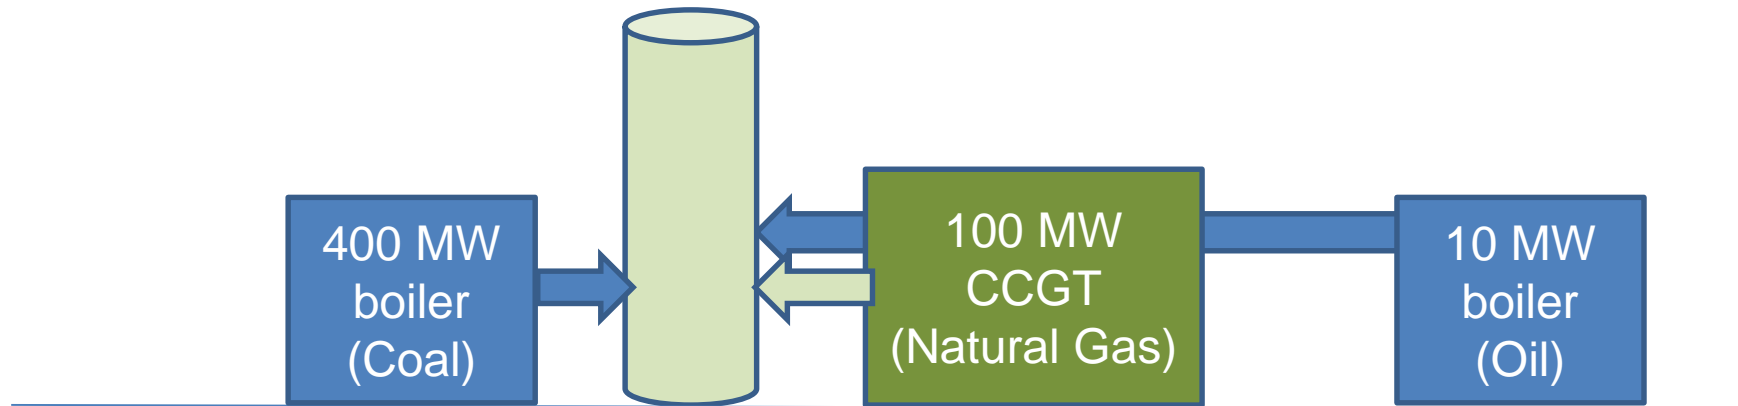 400 MW
boiler
(Coal)
100 MW
CCGT
(Natural Gas)
10 MW
boiler
(Oil)